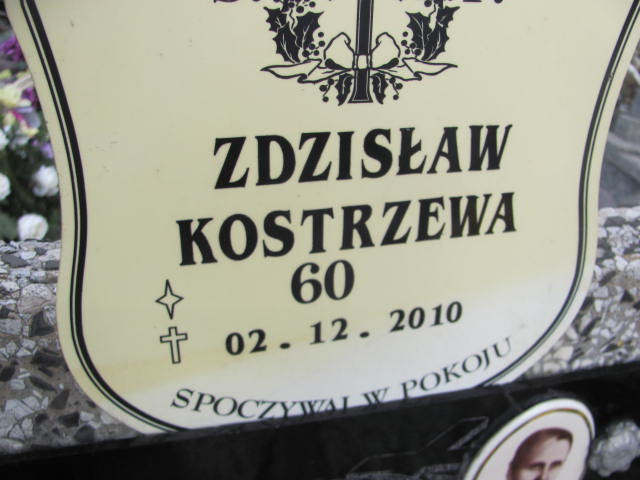 ZDZISŁAW
KOSTRZEWA
60
02. 12. 2010
SPOCZYWAJ W POKOJU